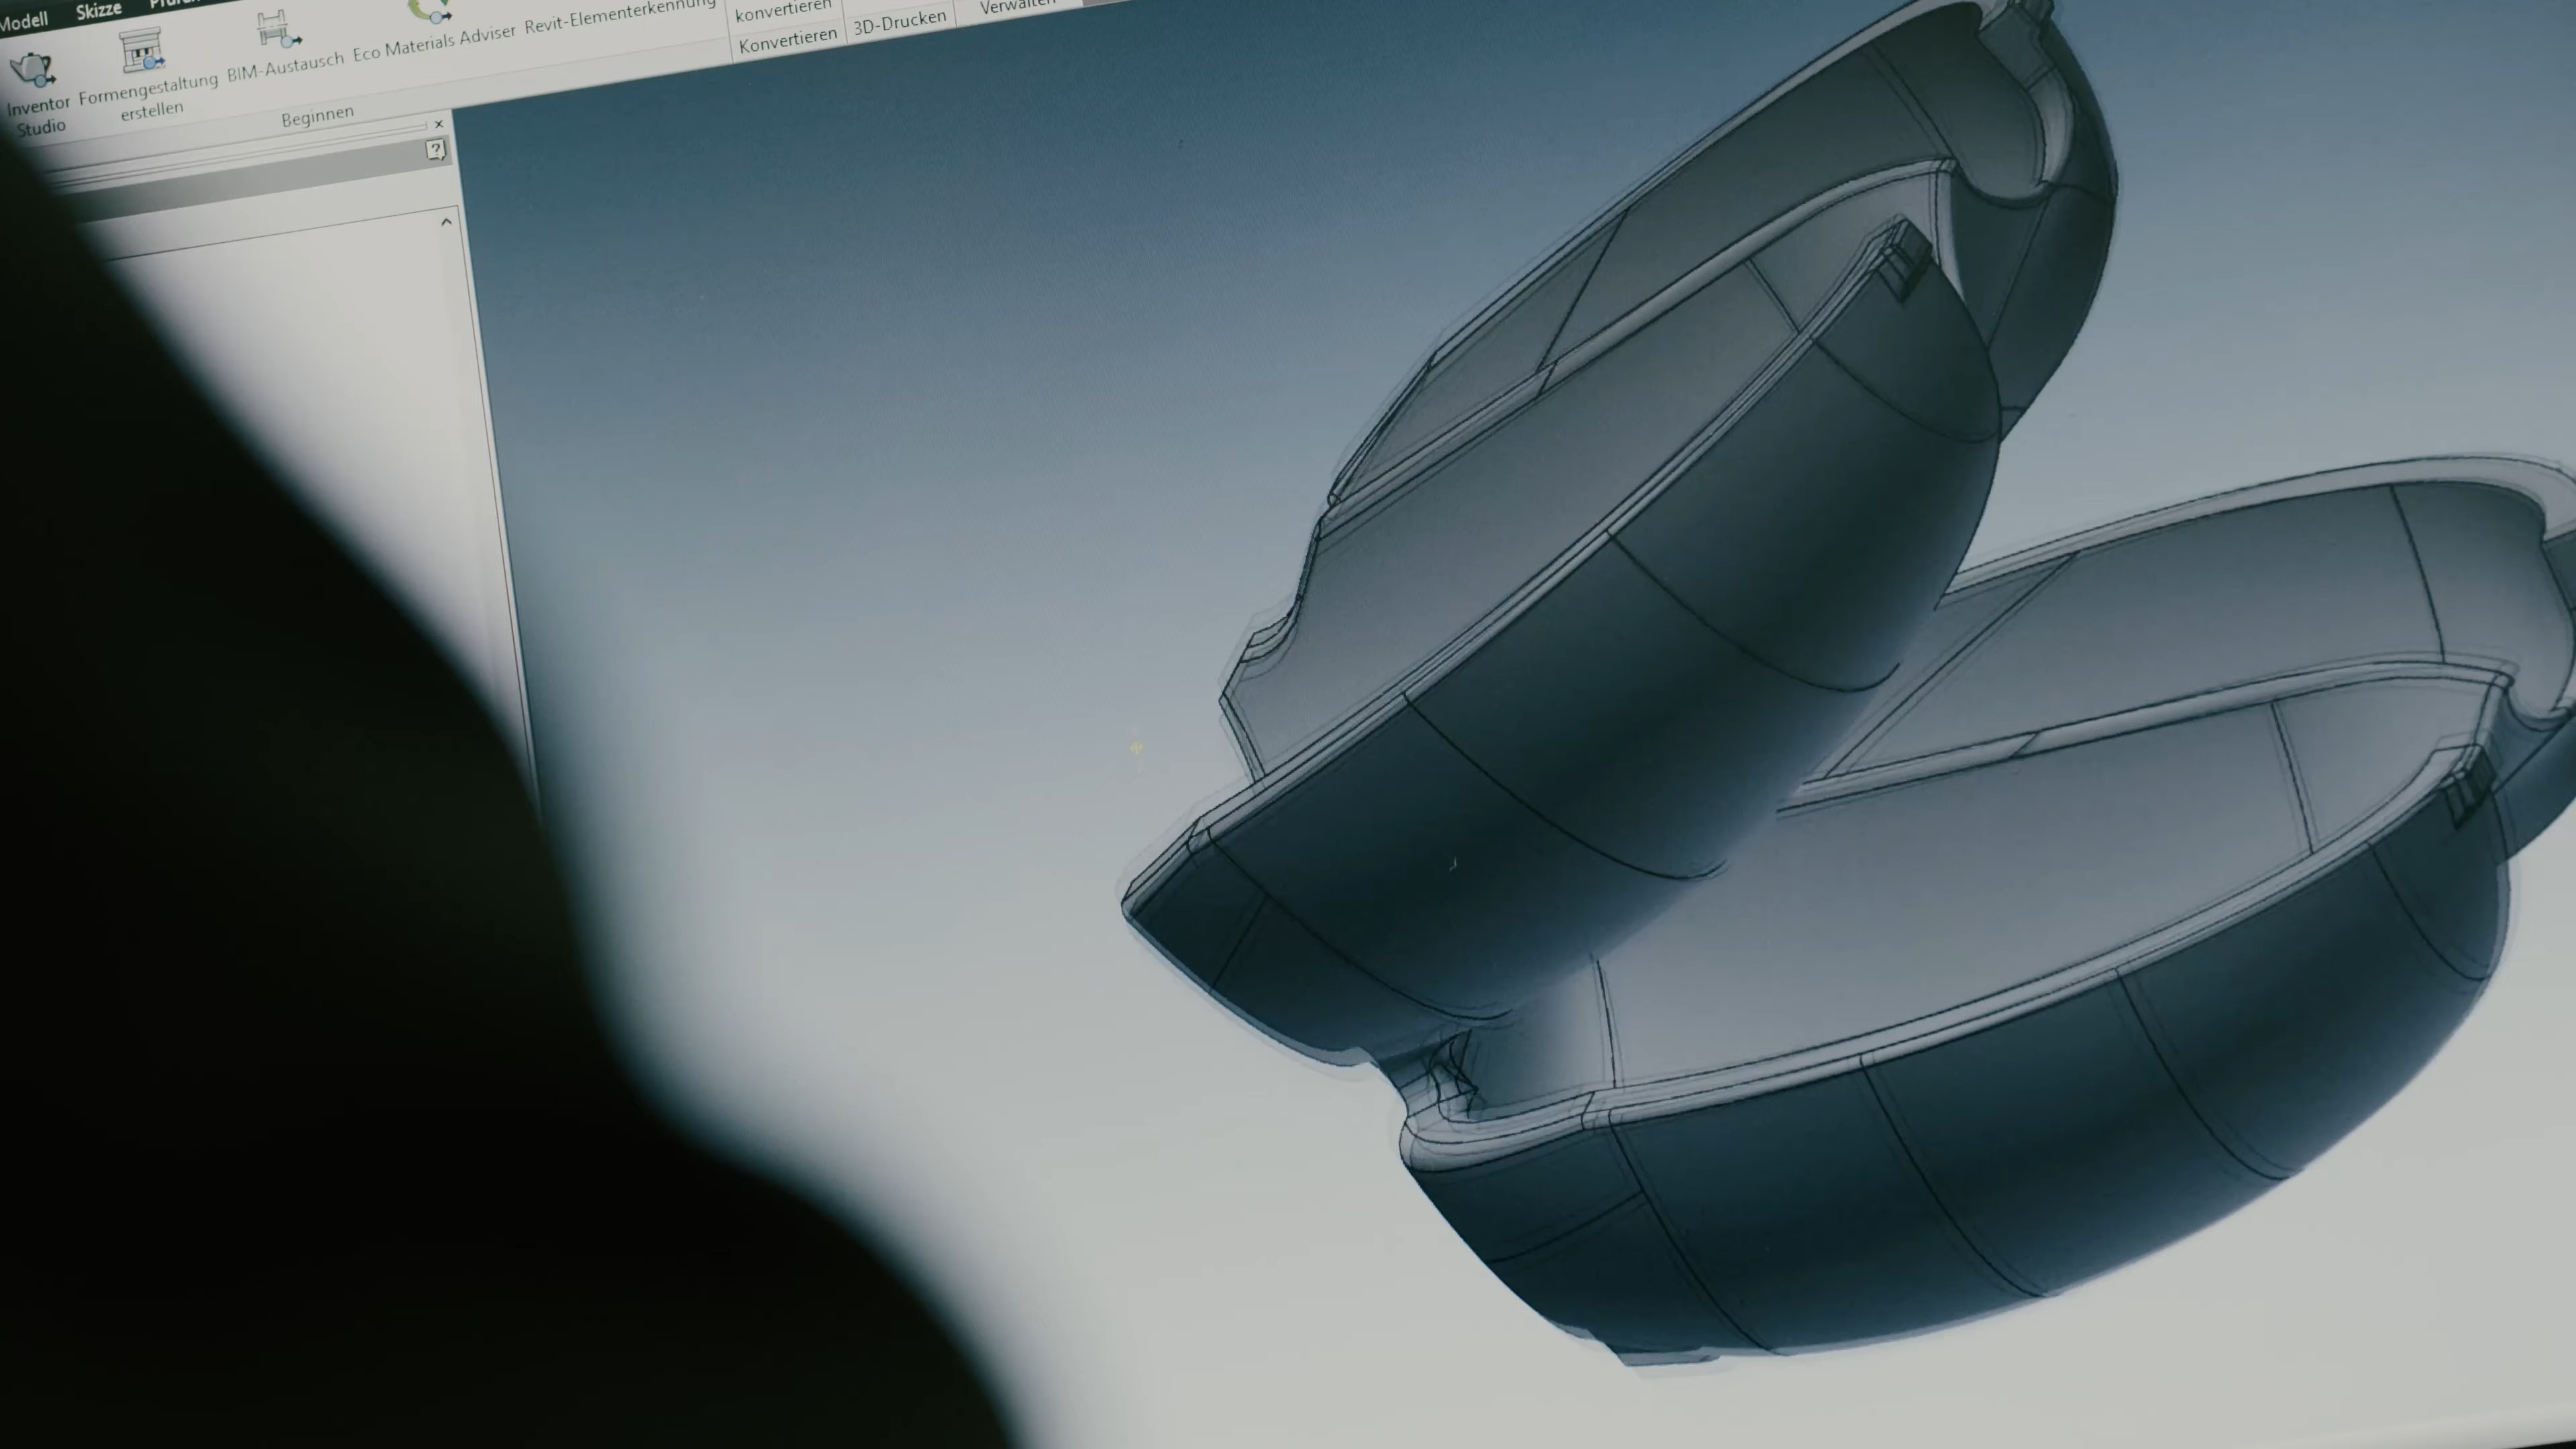 Modell Skizze
Inventor
Studio
Formengestaltung
erstellen
BIM-Austausch
Eco Materials Adviser
Revit-Elementerkennung
Beginnen
konvertieren
Konvertieren
3D-Drucken
Verwalten
?